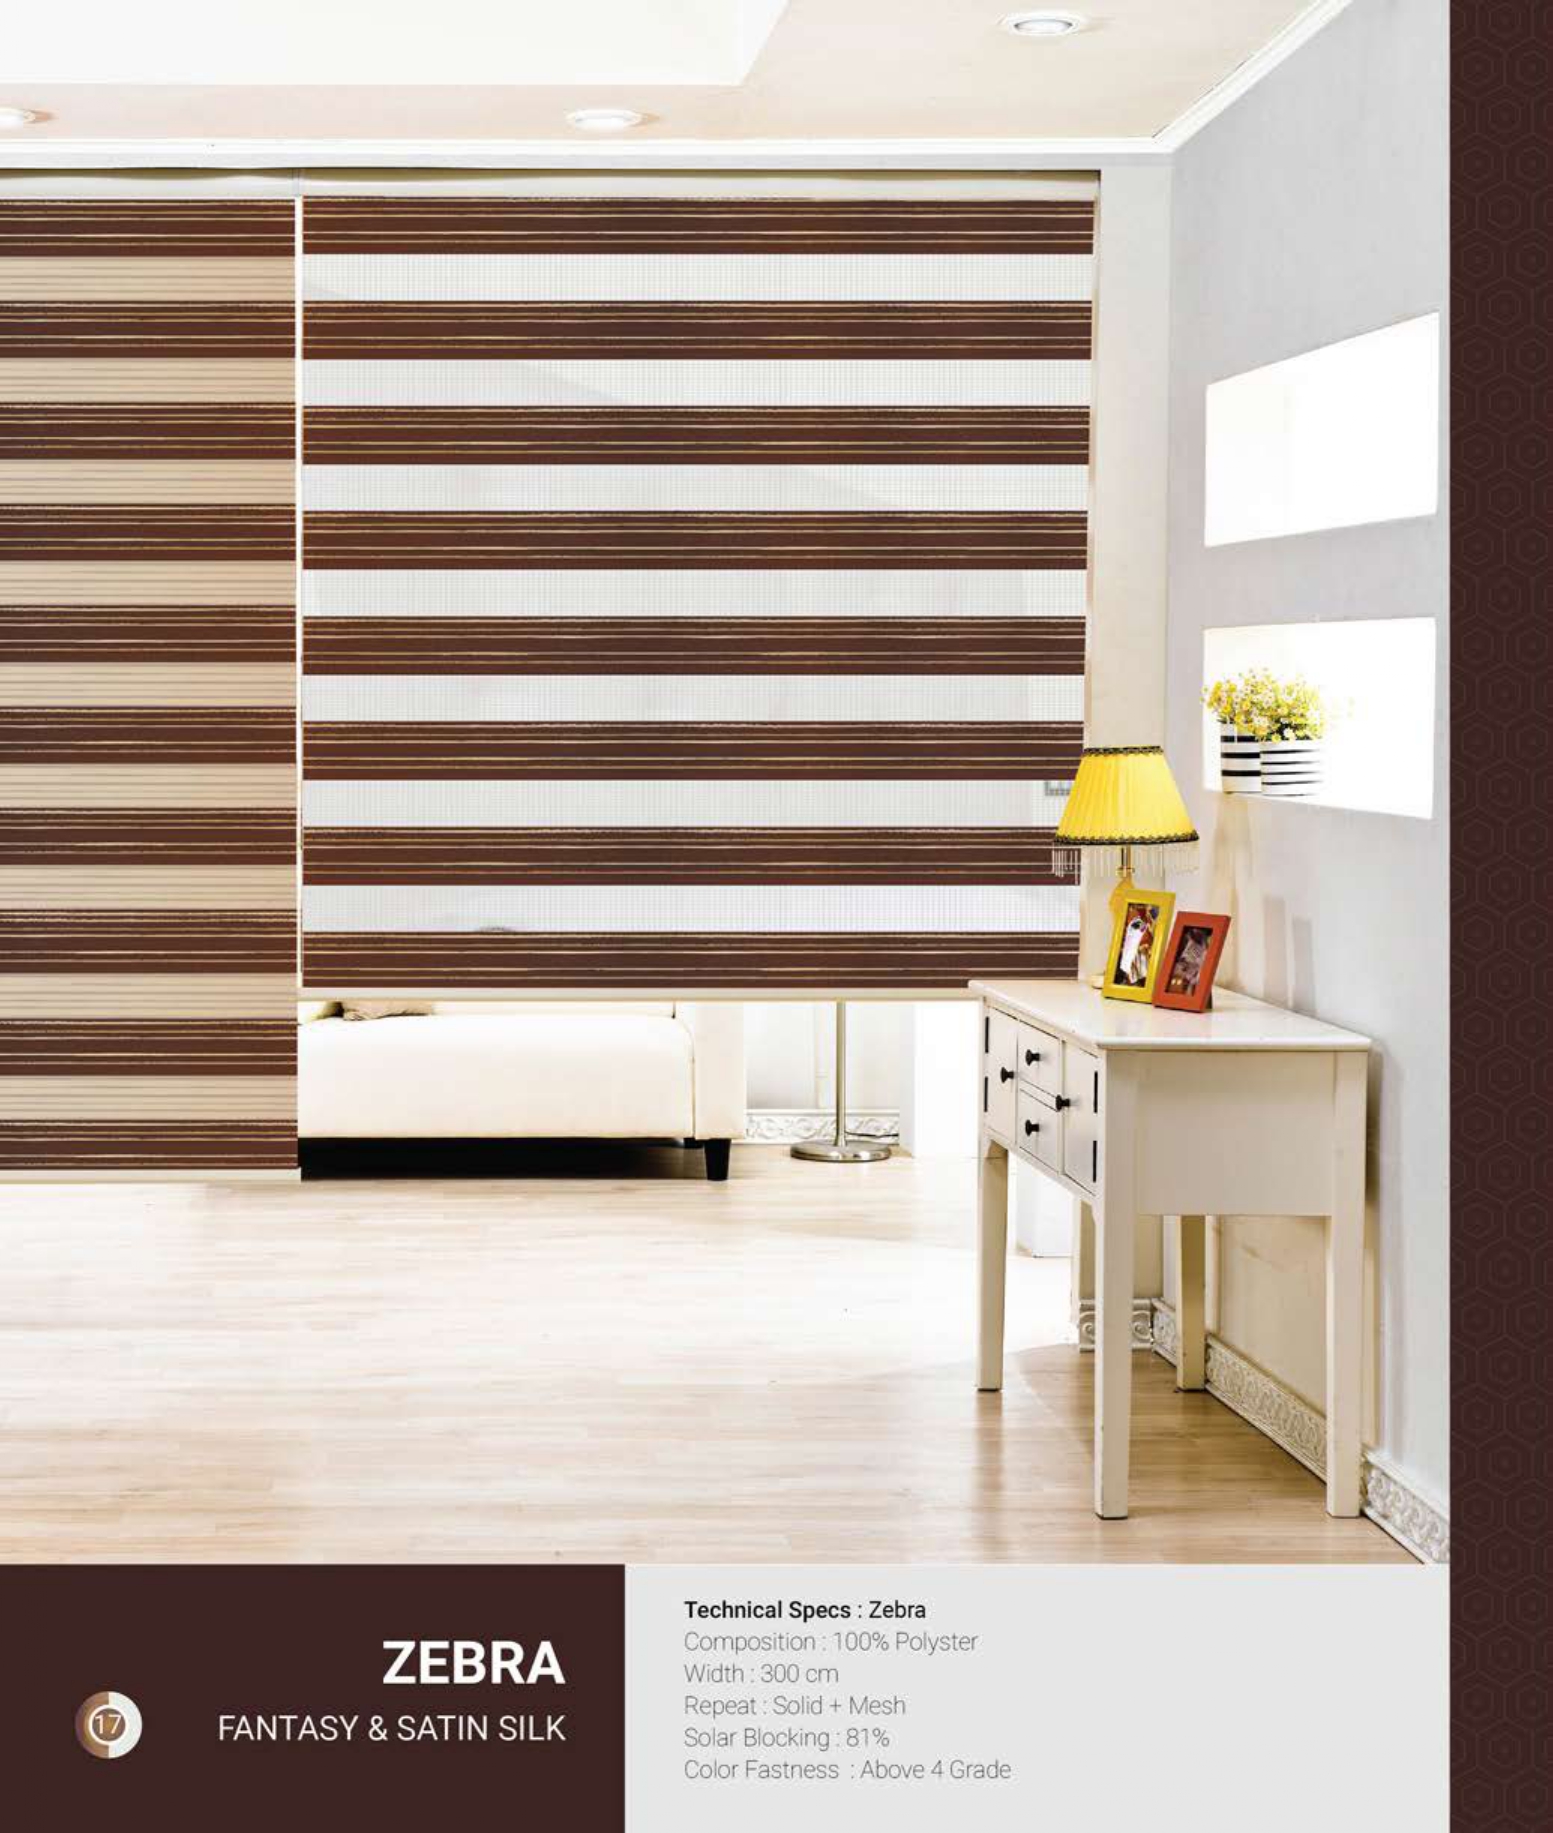 17
ZEBRA
FANTASY & SATIN SILK
Technical Specs : Zebra
Composition : 100% Polyster
Width : 300 cm
Repeat : Solid + Mesh
Solar Blocking : 81%
Color Fastness : Above 4 Grade